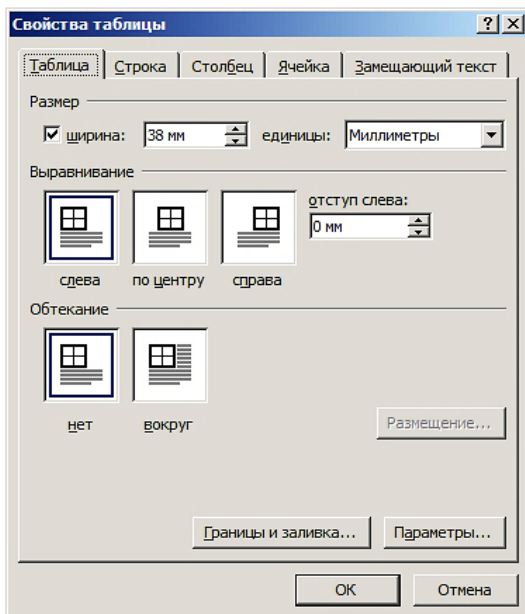 Свойства таблицы
Таблица Строка Столбец Ячейка Замещающий текст
Размер
ширина: 38 мм единицы: Миллиметры
Выравнивание
отступ слева:
0 мм
слева по центру справа
Обтекание
нет вокруг
Размещение...
Границы и заливка... Параметры...
ОК Отмена